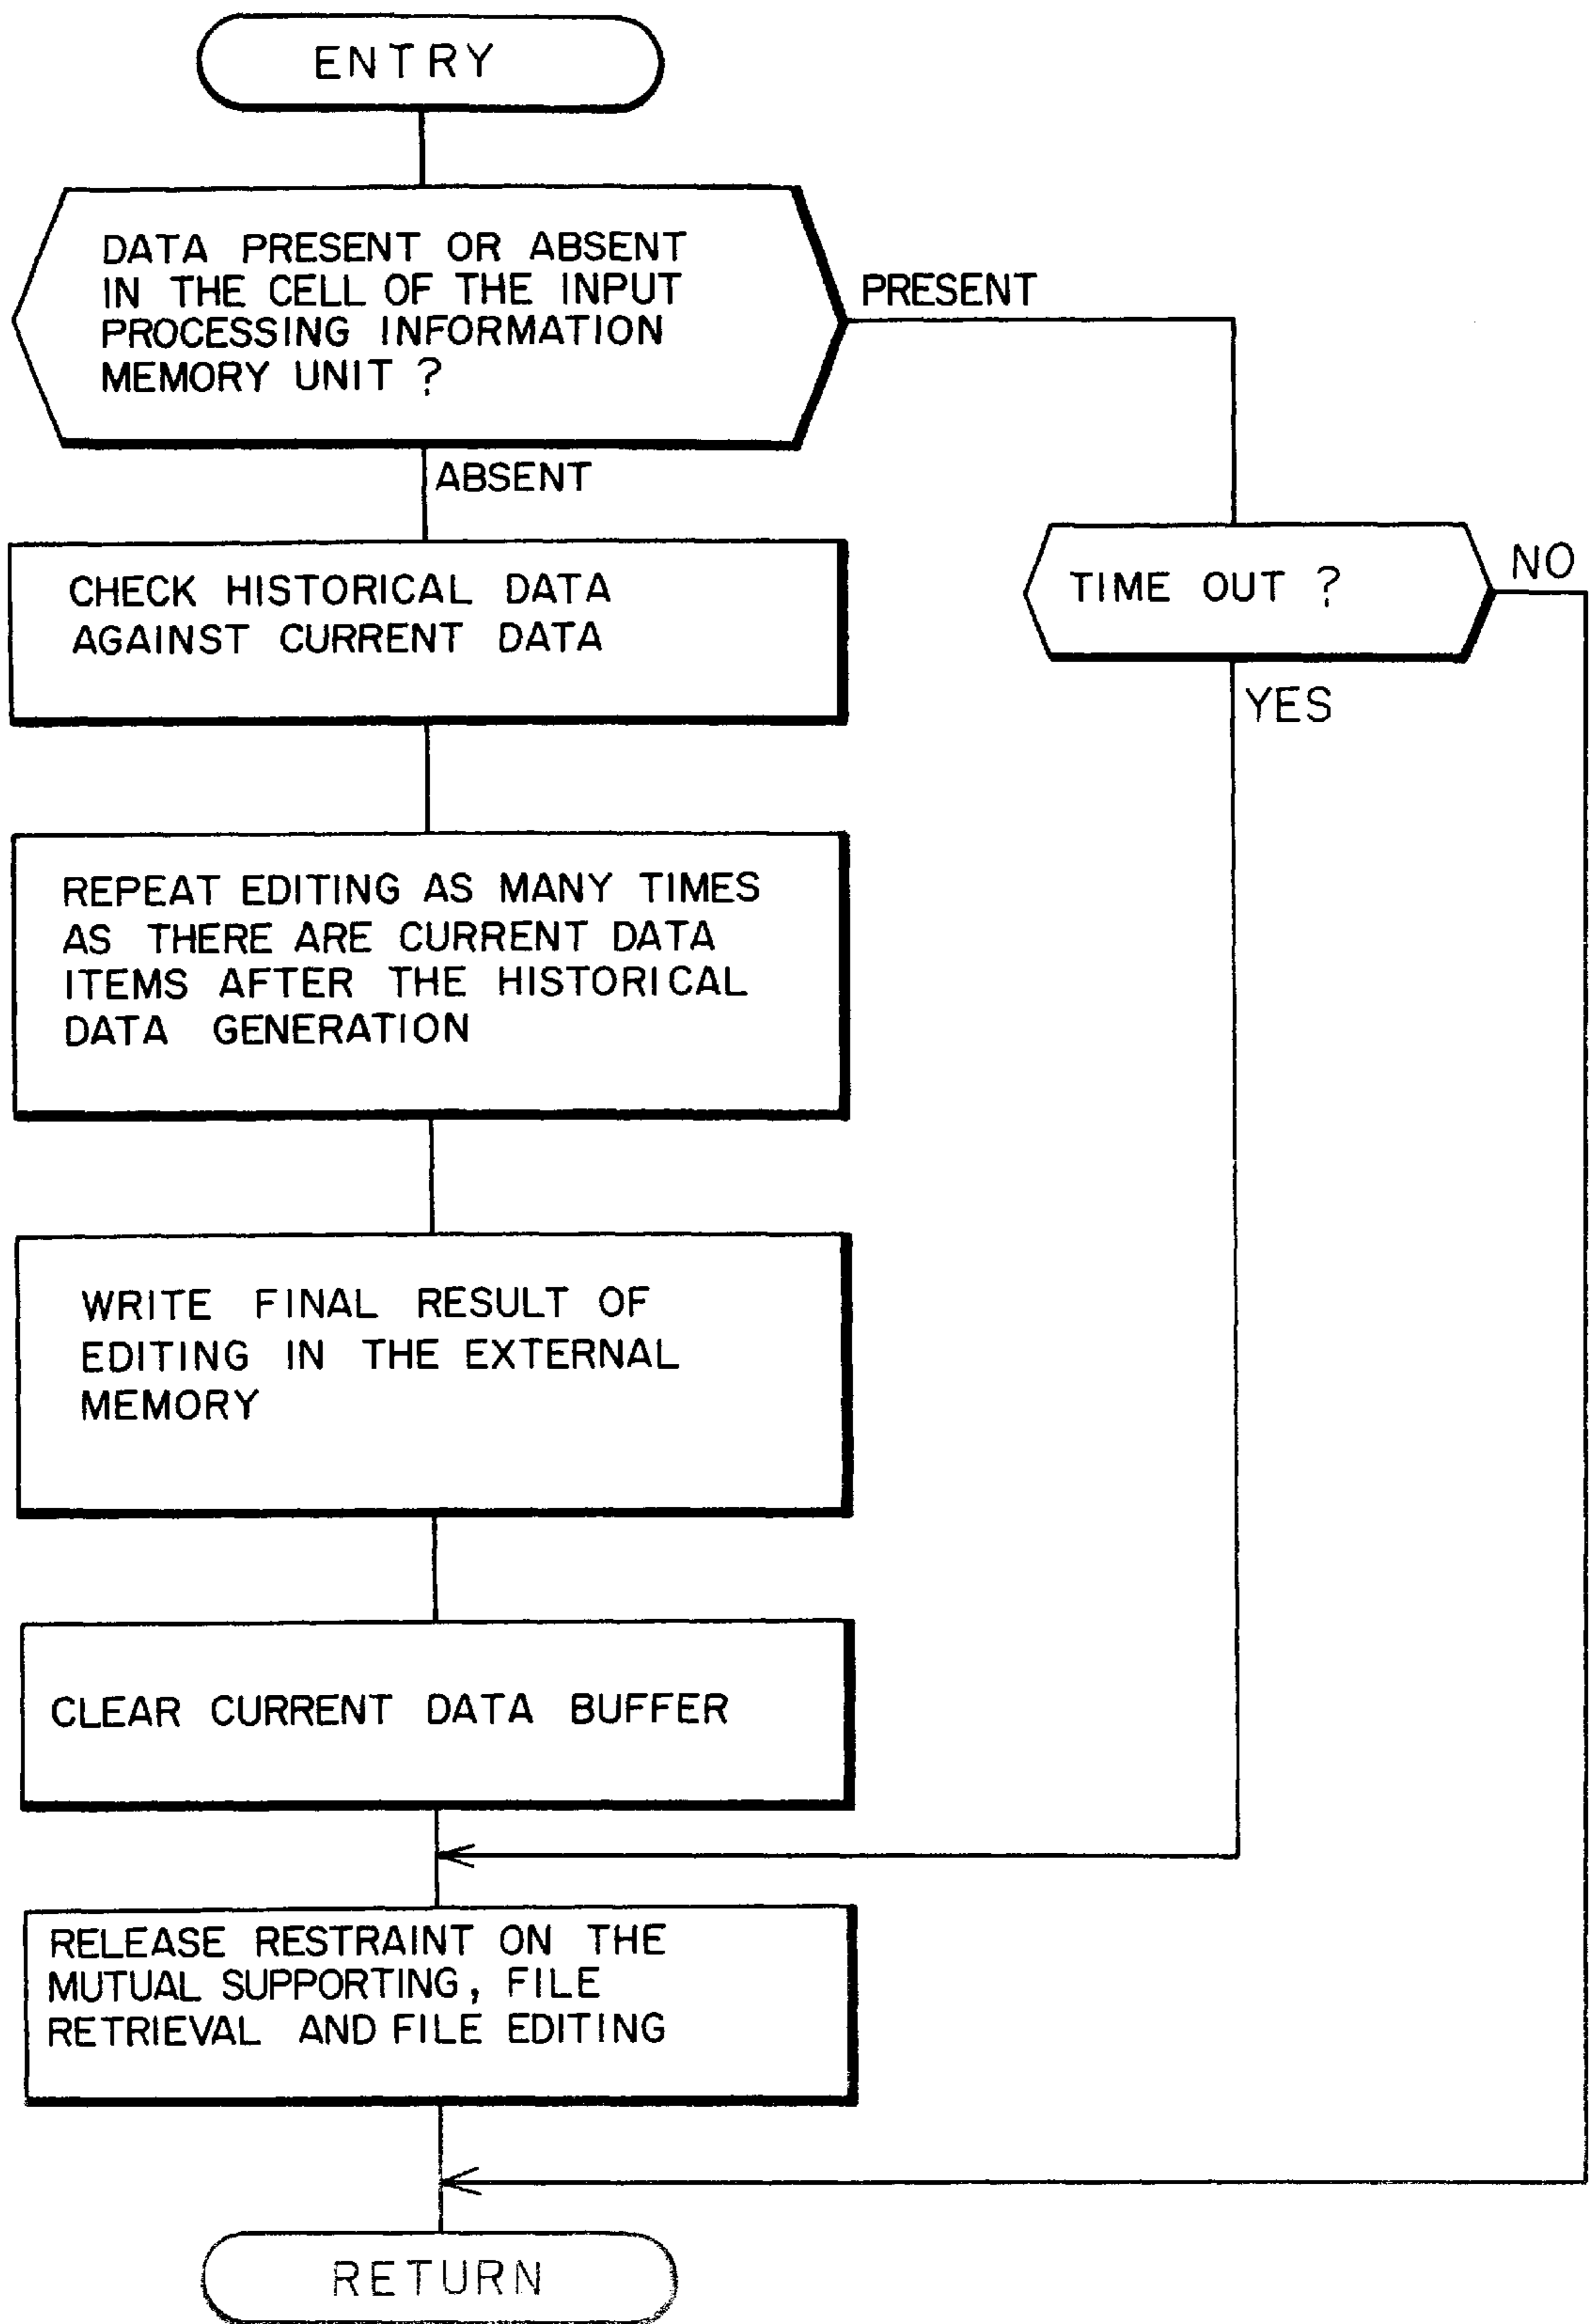 ENTRY
DATA PRESENT OR ABSENT
IN THE CELL OF THE INPUT
PROCESSING INFORMATION
MEMORY UNIT ?
PRESENT
ABSENT
CHECK HISTORICAL DATA
AGAINST CURRENT DATA
TIME OUT ?
NO
YES
REPEAT EDITING AS MANY TIMES
AS THERE ARE CURRENT DATA
ITEMS AFTER THE HISTORICAL
DATA GENERATION
WRITE FINAL RESULT OF
EDITING IN THE EXTERNAL
MEMORY
CLEAR CURRENT DATA BUFFER
RELEASE RESTRAINT ON THE
MUTUAL SUPPORTING, FILE
RETRIEVAL AND FILE EDITING
RETURN